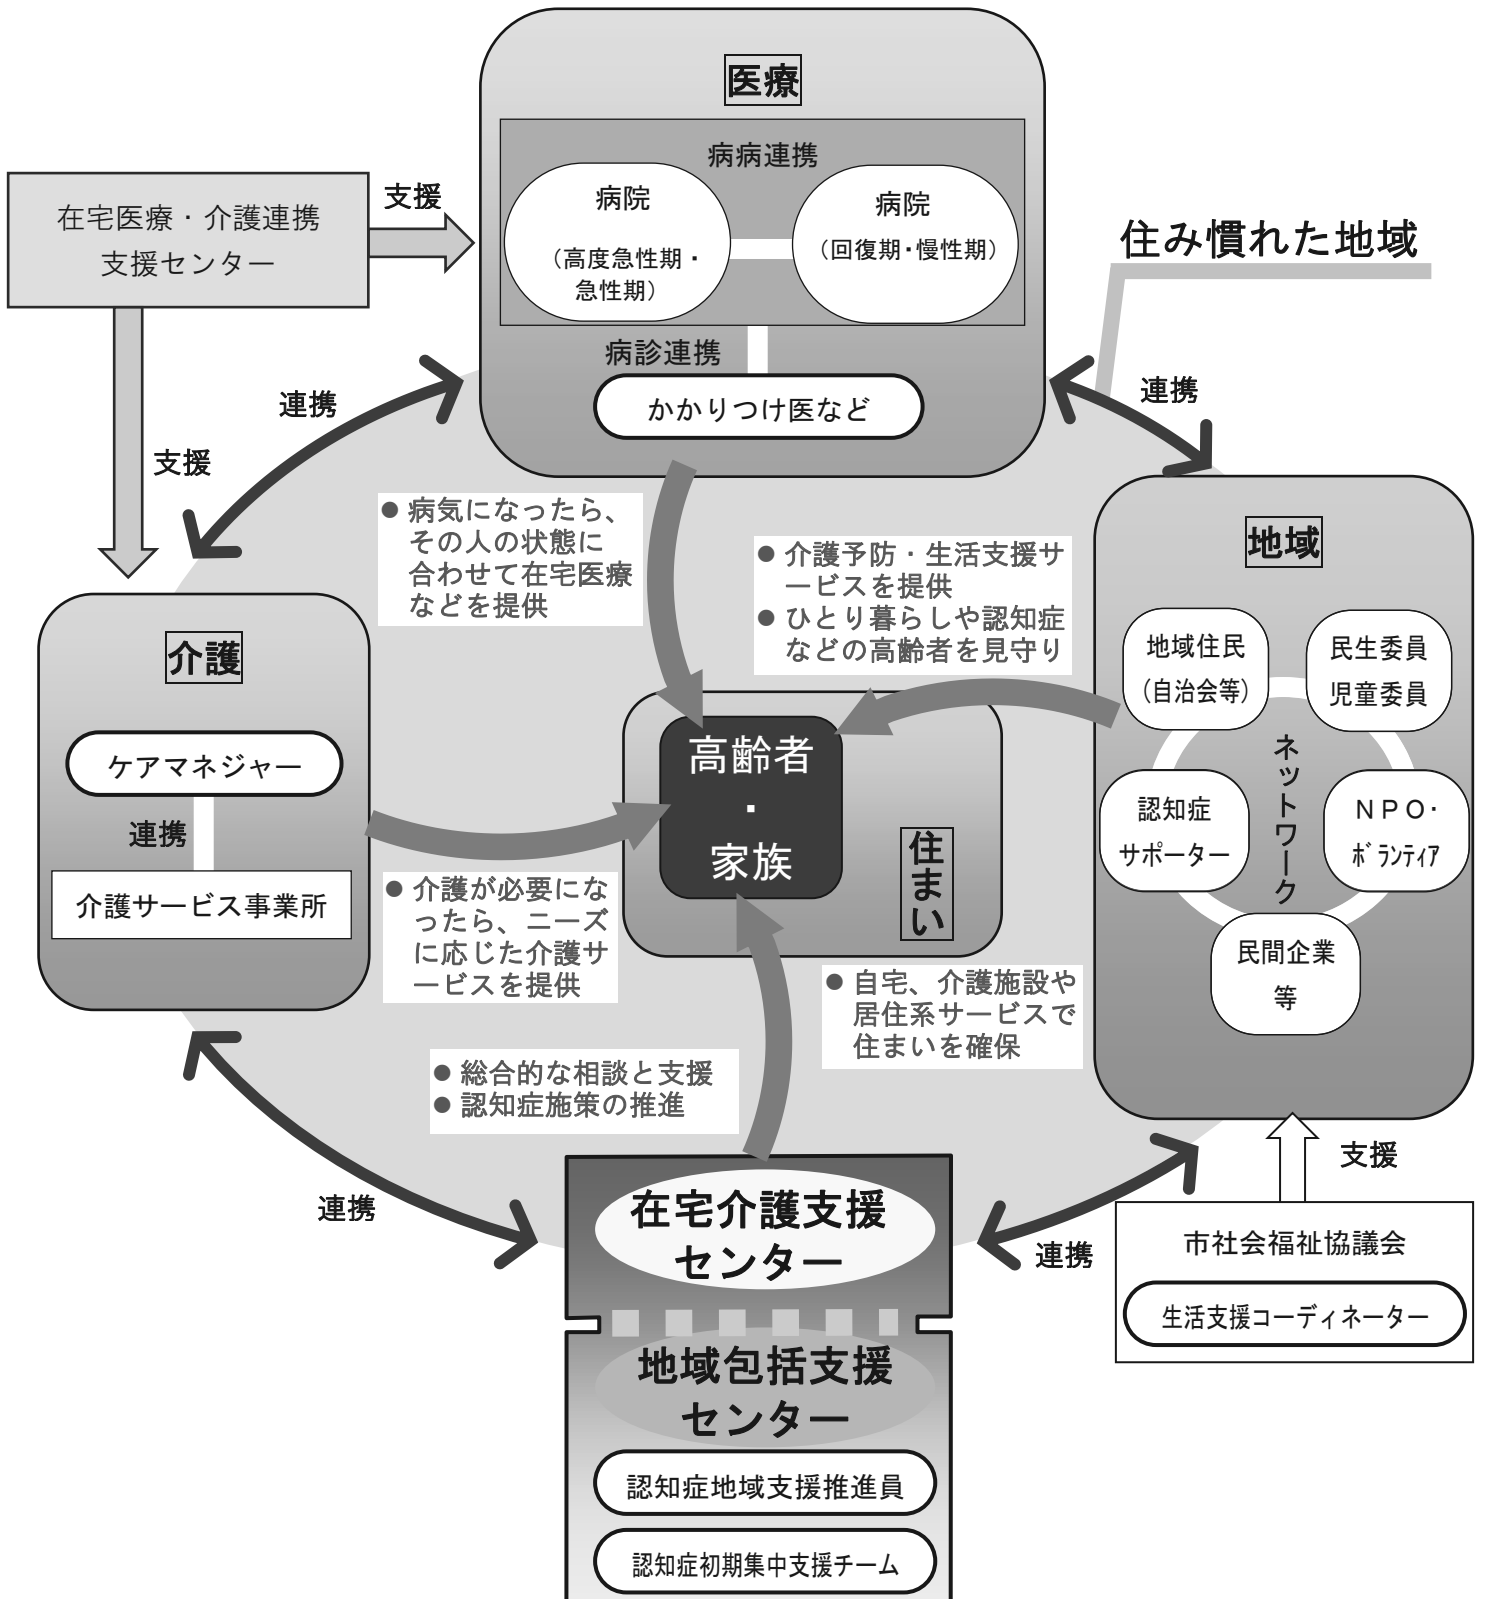 医療
病病連携
病院
（高度急性期・
急性期）
病院
（回復期・慢性期）
病診連携
かかりつけ医など
在宅医療・介護連携
支援センター
支援
支援
住み慣れた地域
連携
連携
● 病気になったら、
その人の状態に
合わせて在宅医療
などを提供
● 介護予防・生活支援サ
ービスを提供
● ひとり暮らしや認知症
などの高齢者を見守り
地域
地域住民
（自治会等）
民生委員
児童委員
認知症
サポーター
ＮＰＯ・
ﾎﾞﾗﾝﾃｨｱ
ネットワーク
民間企業
等
介護
ケアマネジャー
連携
介護サービス事業所
高齢者
・
家族
住まい
● 介護が必要にな
ったら、ニーズ
に応じた介護サ
ービスを提供
● 自宅、介護施設や
居住系サービスで
住まいを確保
● 総合的な相談と支援
● 認知症施策の推進
連携
連携
支援
市社会福祉協議会
生活支援コーディネーター
在宅介護支援
センター
地域包括支援
センター
認知症地域支援推進員
認知症初期集中支援チーム